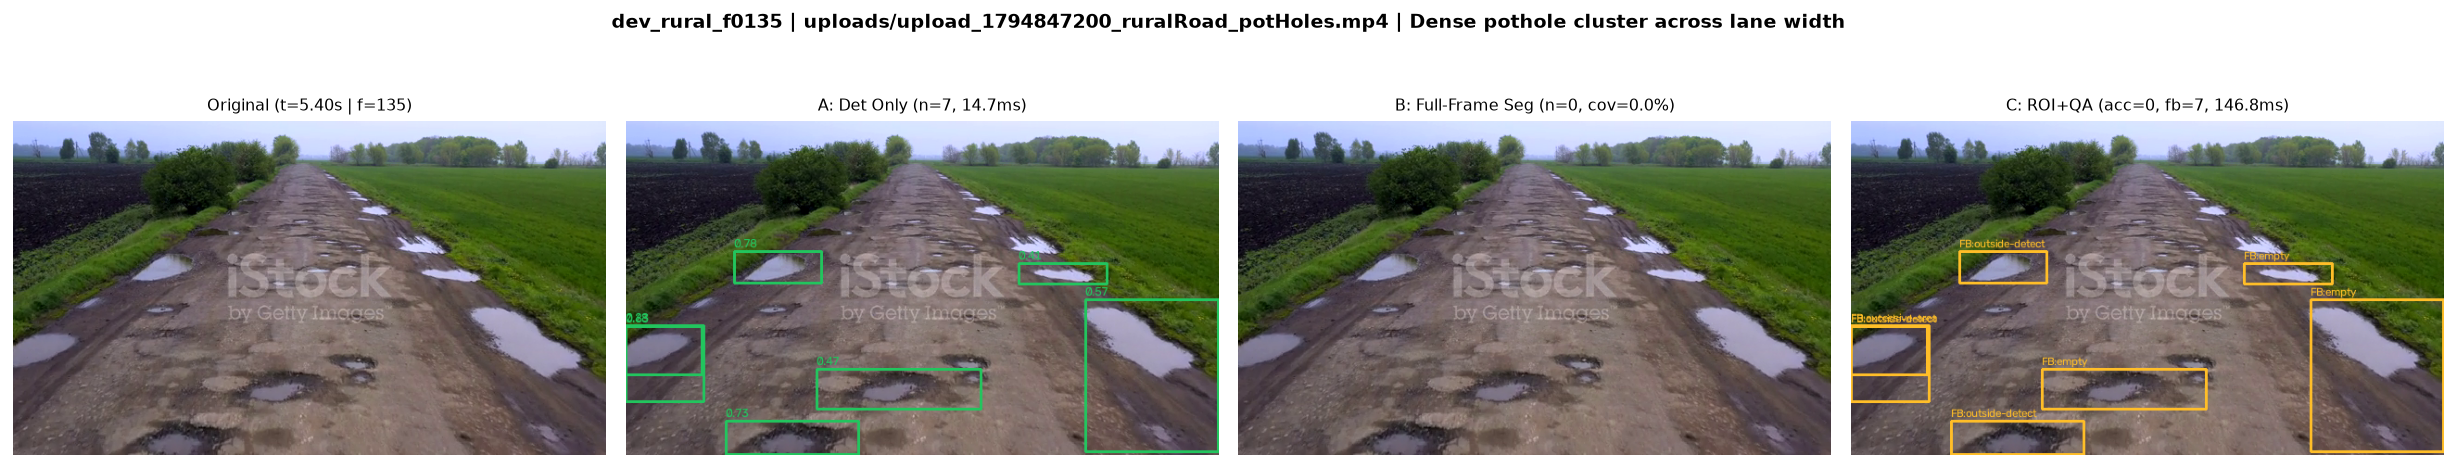 dev_rural_f0135 | uploads/upload_1794847200_ruralRoad_potHoles.mp4 | Dense pothole cluster across lane width
Original (t=5.40s | f=135)
iStock
by Getty Images
A: Det Only (n=7, 14.7ms)
0.78
0.57
0.47
0.73
iStock
by Getty Images
B: Full-Frame Seg (n=0, cov=0.0%)
iStock
by Getty Images
C: ROI+QA (acc=0, fb=7, 146.8ms)
FB:outside-detect
FB:empty
FB:empty
FB:empty
FB:outside-detect
iStock
by Getty Images